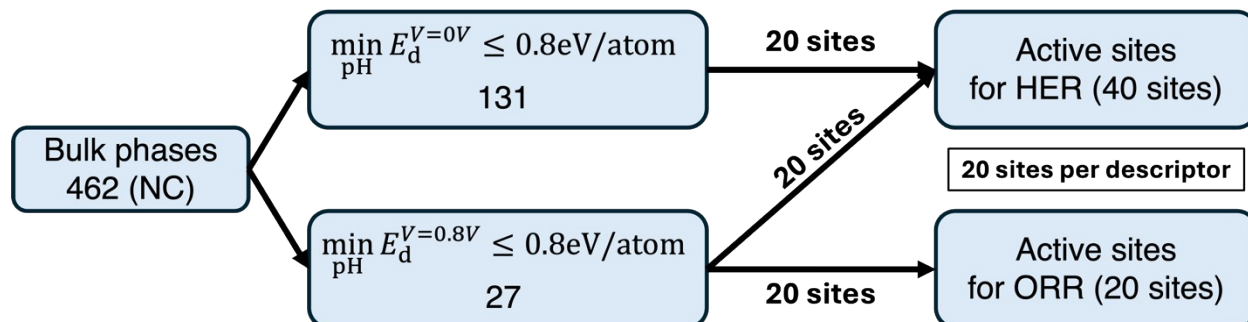 Bulk phases
462 (NC)
min E_d^{V=0V} ≤ 0.8eV/atom
pH
131
min E_d^{V=0.8V} ≤ 0.8eV/atom
pH
27
20 sites
20 sites
20 sites
Active sites
for HER (40 sites)
20 sites per descriptor
Active sites
for ORR (20 sites)